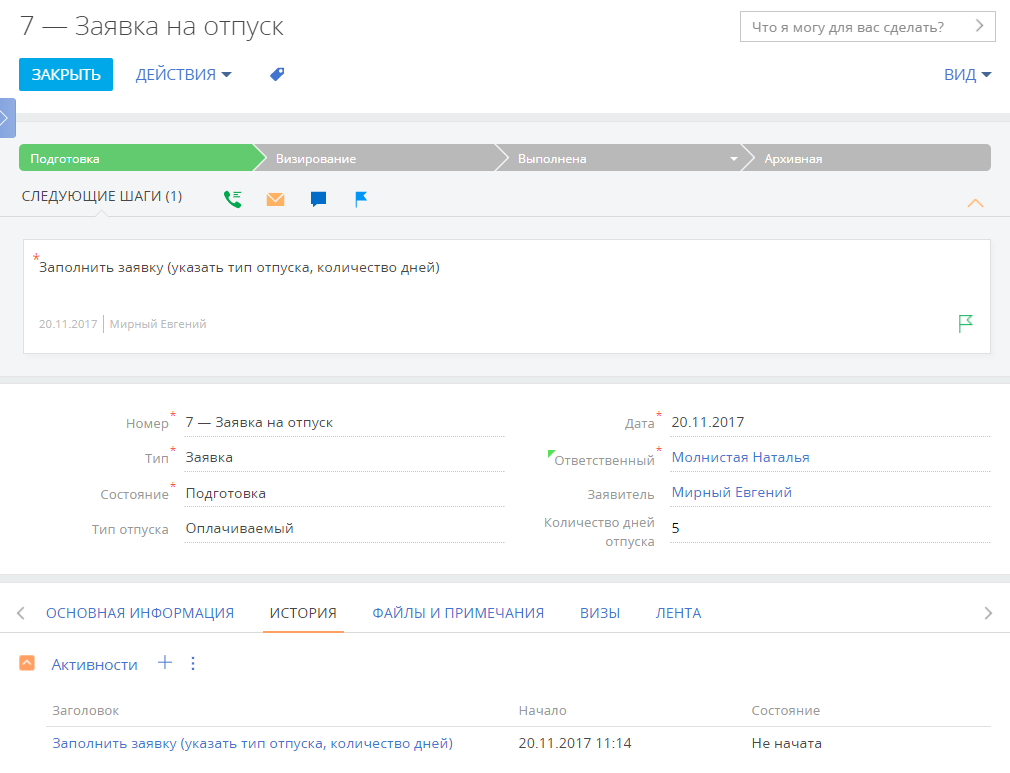 7 — Заявка на отпуск
Что я могу для вас сделать?
ЗАКРЫТЬ ДЕЙСТВИЯ ВИД
Подготовка Визирование Выполнена Архивная
СЛЕДУЮЩИЕ ШАГИ (1)
*Заполнить заявку (указать тип отпуска, количество дней)
20.11.2017 Мирный Евгений
Номер* 7 — Заявка на отпуск Дата* 20.11.2017
Тип* Заявка Ответственный* Молнистая Наталья
Состояние* Подготовка Заявитель Мирный Евгений
Тип отпуска Оплачиваемый Количество дней отпуска 5
ОСНОВНАЯ ИНФОРМАЦИЯ ИСТОРИЯ ФАЙЛЫ И ПРИМЕЧАНИЯ ВИЗЫ ЛЕНТА
Активности
Заголовок Начало Состояние
Заполнить заявку (указать тип отпуска, количество дней) 20.11.2017 11:14 Не начата